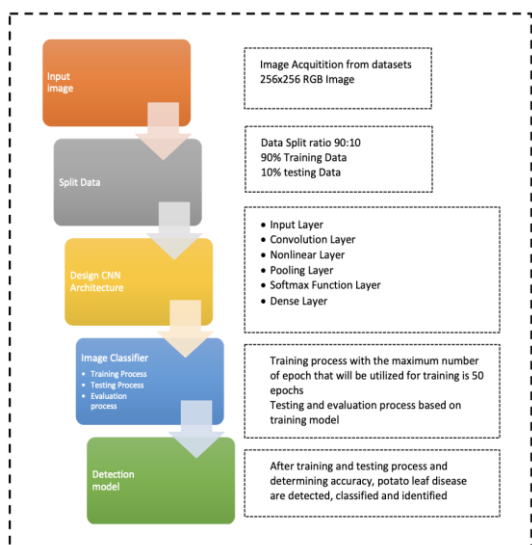 Input
image
Image Acquitition from datasets
256x256 RGB Image
Split Data
Data Split ratio 90:10
90% Training Data
10% testing Data
Design CNN
Architecture
• Input Layer
• Convolution Layer
• Nonlinear Layer
• Pooling Layer
• Softmax Function Layer
• Dense Layer
Image Classifier
• Training Process
• Testing Process
• Evaluation
process
Training process with the maximum number
of epoch that will be utilized for training is 50
epochs
Testing and evaluation process based on
training model
Detection
model
After training and testing process and
determining accuracy, potato leaf disease
are detected, classified and identified